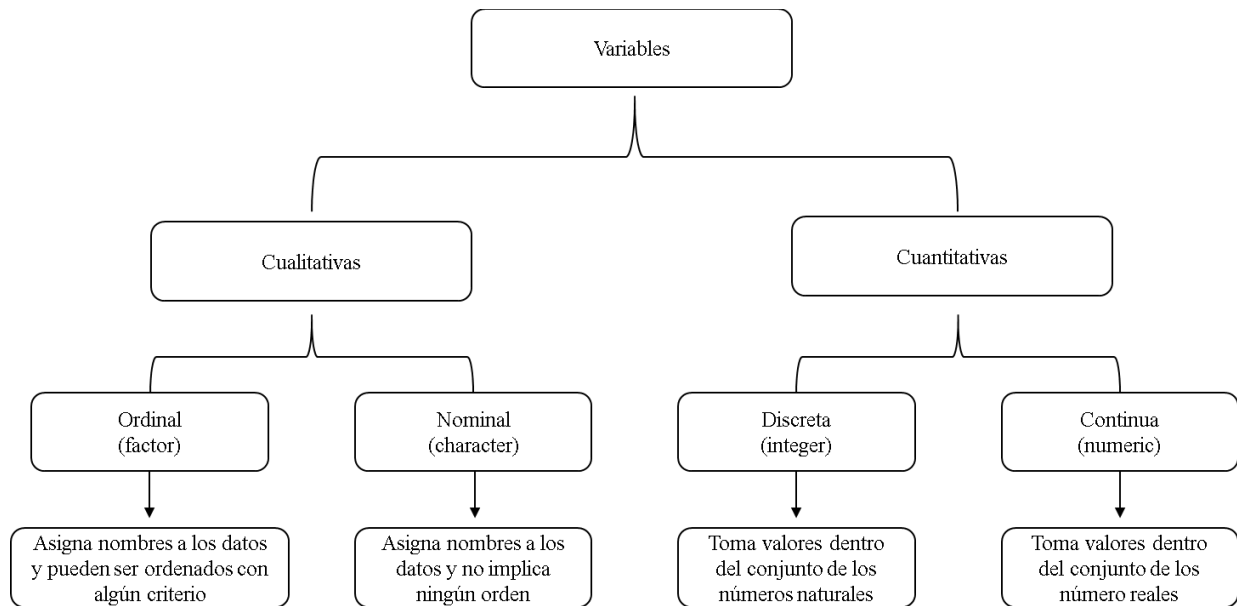 Variables
Cualitativas
Cuantitativas
Ordinal
(factor)
Nominal
(character)
Discreta
(integer)
Continua
(numeric)
Asigna nombres a los datos
y pueden ser ordenados con
algún criterio
Asigna nombres a los
datos y no implica
ningún orden
Toma valores dentro
del conjunto de los
números naturales
Toma valores dentro
del conjunto de los
número reales